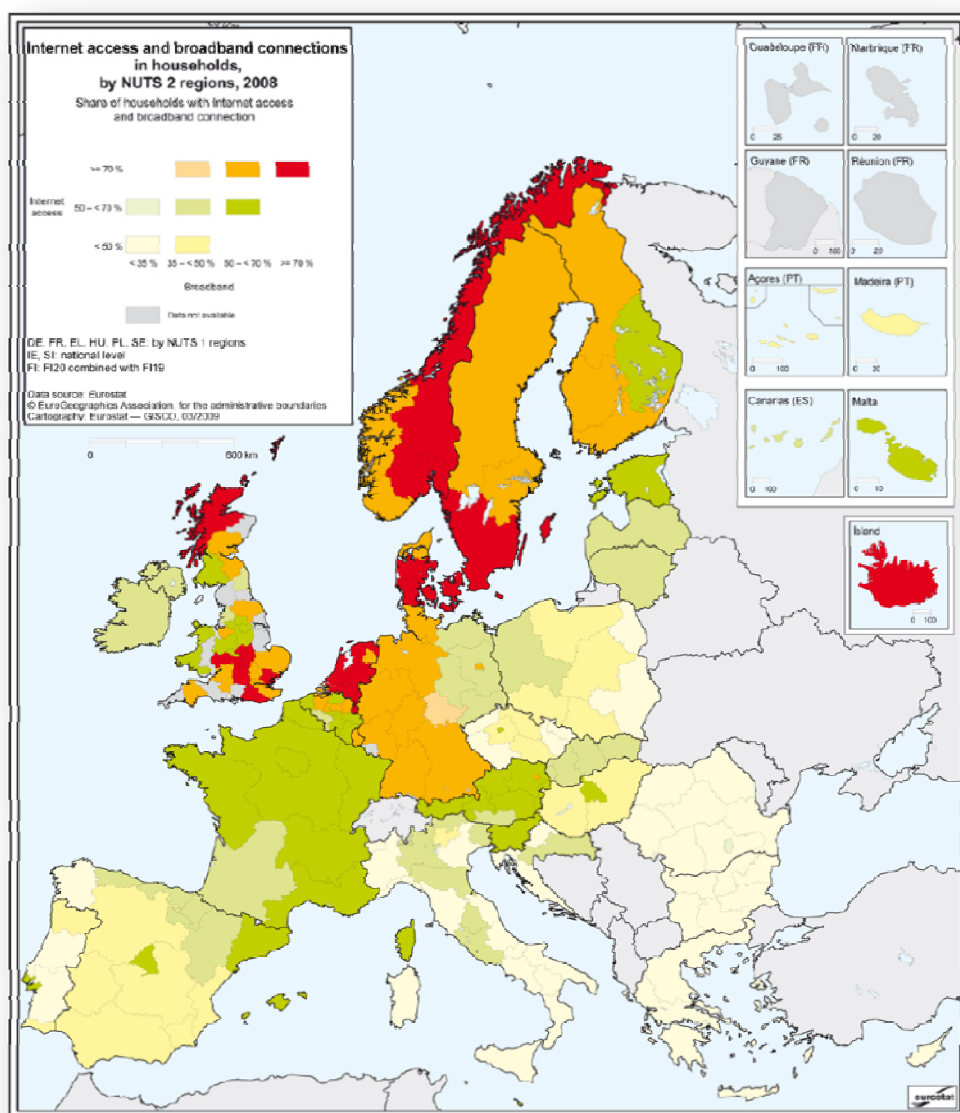 Internet access and broadband connections
in households,
by NUTS 2 regions, 2008
Share of households with Internet access
and broadband connection
>= 70 %
Internet
access
50 – < 70 %
< 50 %
< 35 % 35 – < 50 % 50 – < 70 % >= 70 %
Broadband
Data not available
DE, FR, EL, HU, PL, SE: by NUTS 1 regions
IE, SI: national level
FI: FI20 combined with FI19
Data source: Eurostat
© EuroGeographics Association, for the administrative boundaries
Cartography: Eurostat — GISCO, 03/2009
0 600 km
Guadeloupe (FR)
0 25
Martinique (FR)
0 20
Guyane (FR)
0 100
Réunion (FR)
0 20
Açores (PT)
0 100
Madeira (PT)
0 20
Canarias (ES)
0 100
Malta
0 10
Ísland
0 100
eurostat